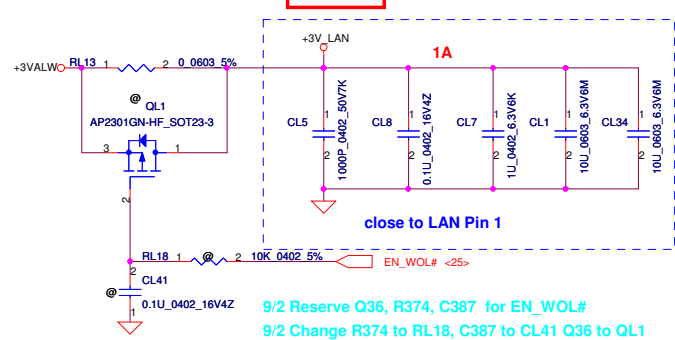 +3V_LAN
1A
+3VALW RL13 1 2 0_0603_5%
@ QL1
AP2301GN-HF_SOT23-3
3 1
2
CL5 1 2 1000P_0402_50V7K
CL8 1 2 0.1U_0402_16V4Z
CL7 1 2 1U_0402_6.3V6K
CL1 1 2 10U_0603_6.3V6M
CL34 1 2 10U_0603_6.3V6M
close to LAN Pin 1
RL18 1 @ 2 10K_0402_5% EN_WOL# <25>
2 CL41
@
1 0.1U_0402_16V4Z
9/2 Reserve Q36, R374, C387 for EN_WOL#
9/2 Change R374 to RL18, C387 to CL41 Q36 to QL1